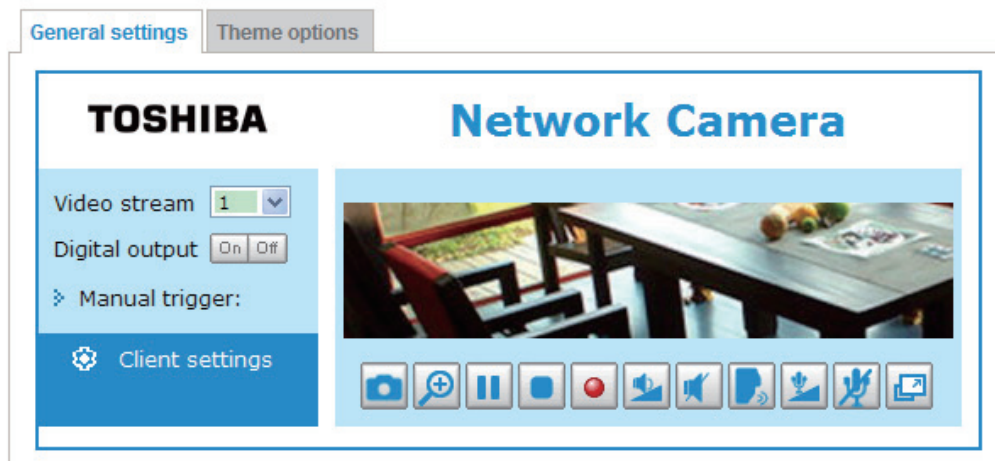 General settings Theme options
TOSHIBA Network Camera
Video stream 1
Digital output On Off
Manual trigger:
Client settings